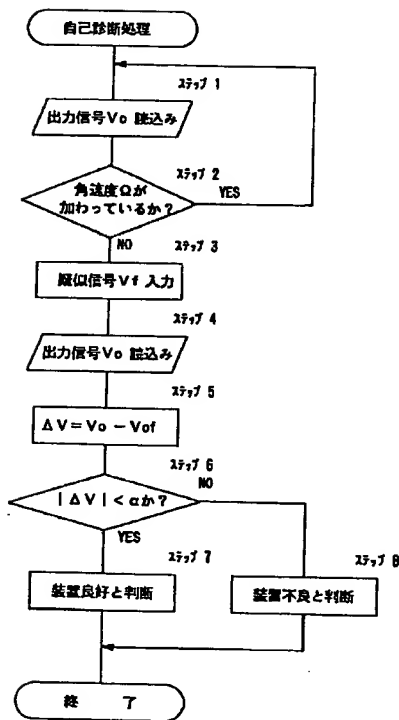 自己診断処理
ステップ 1
出力信号Vo 読込み
ステップ 2
角速度Ωが
加わっているか?
YES
NO
ステップ 3
疑似信号Vf 入力
ステップ 4
出力信号Vo 読込み
ステップ 5
ΔV=Vo-Vof
ステップ 6
|ΔV|<αか?
NO
YES
ステップ 7
装置良好と判断
ステップ 8
装置不良と判断
終 了